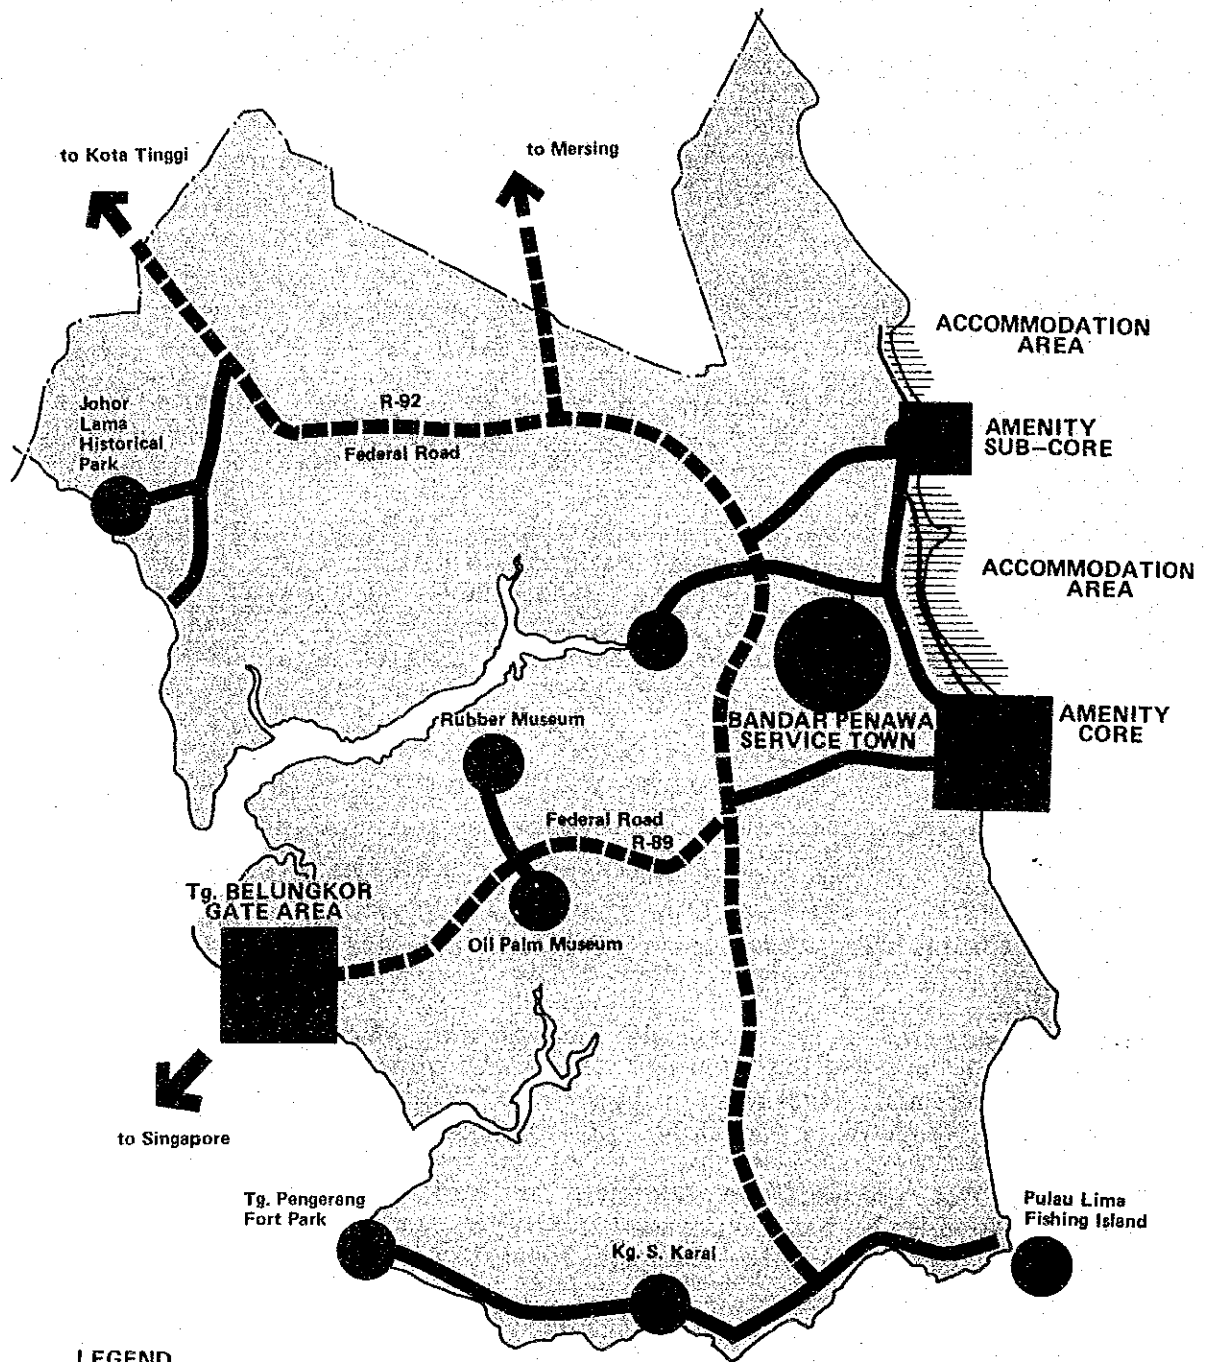 to Kota Tinggi
to Mersing
ACCOMMODATION
AREA
Johor
Lama
Historical
Park
R-92
Federal Road
AMENITY
SUB-CORE
ACCOMMODATION
AREA
Rubber Museum
BANDAR PENAWA
SERVICE TOWN
AMENITY
CORE
Federal Road
R-89
Tg. BELUNGKOR
GATE AREA
Oil Palm Museum
to Singapore
Tg. Pengerang
Fort Park
Kg. S. Karai
Pulau Lima
Fishing Island
LEGEND